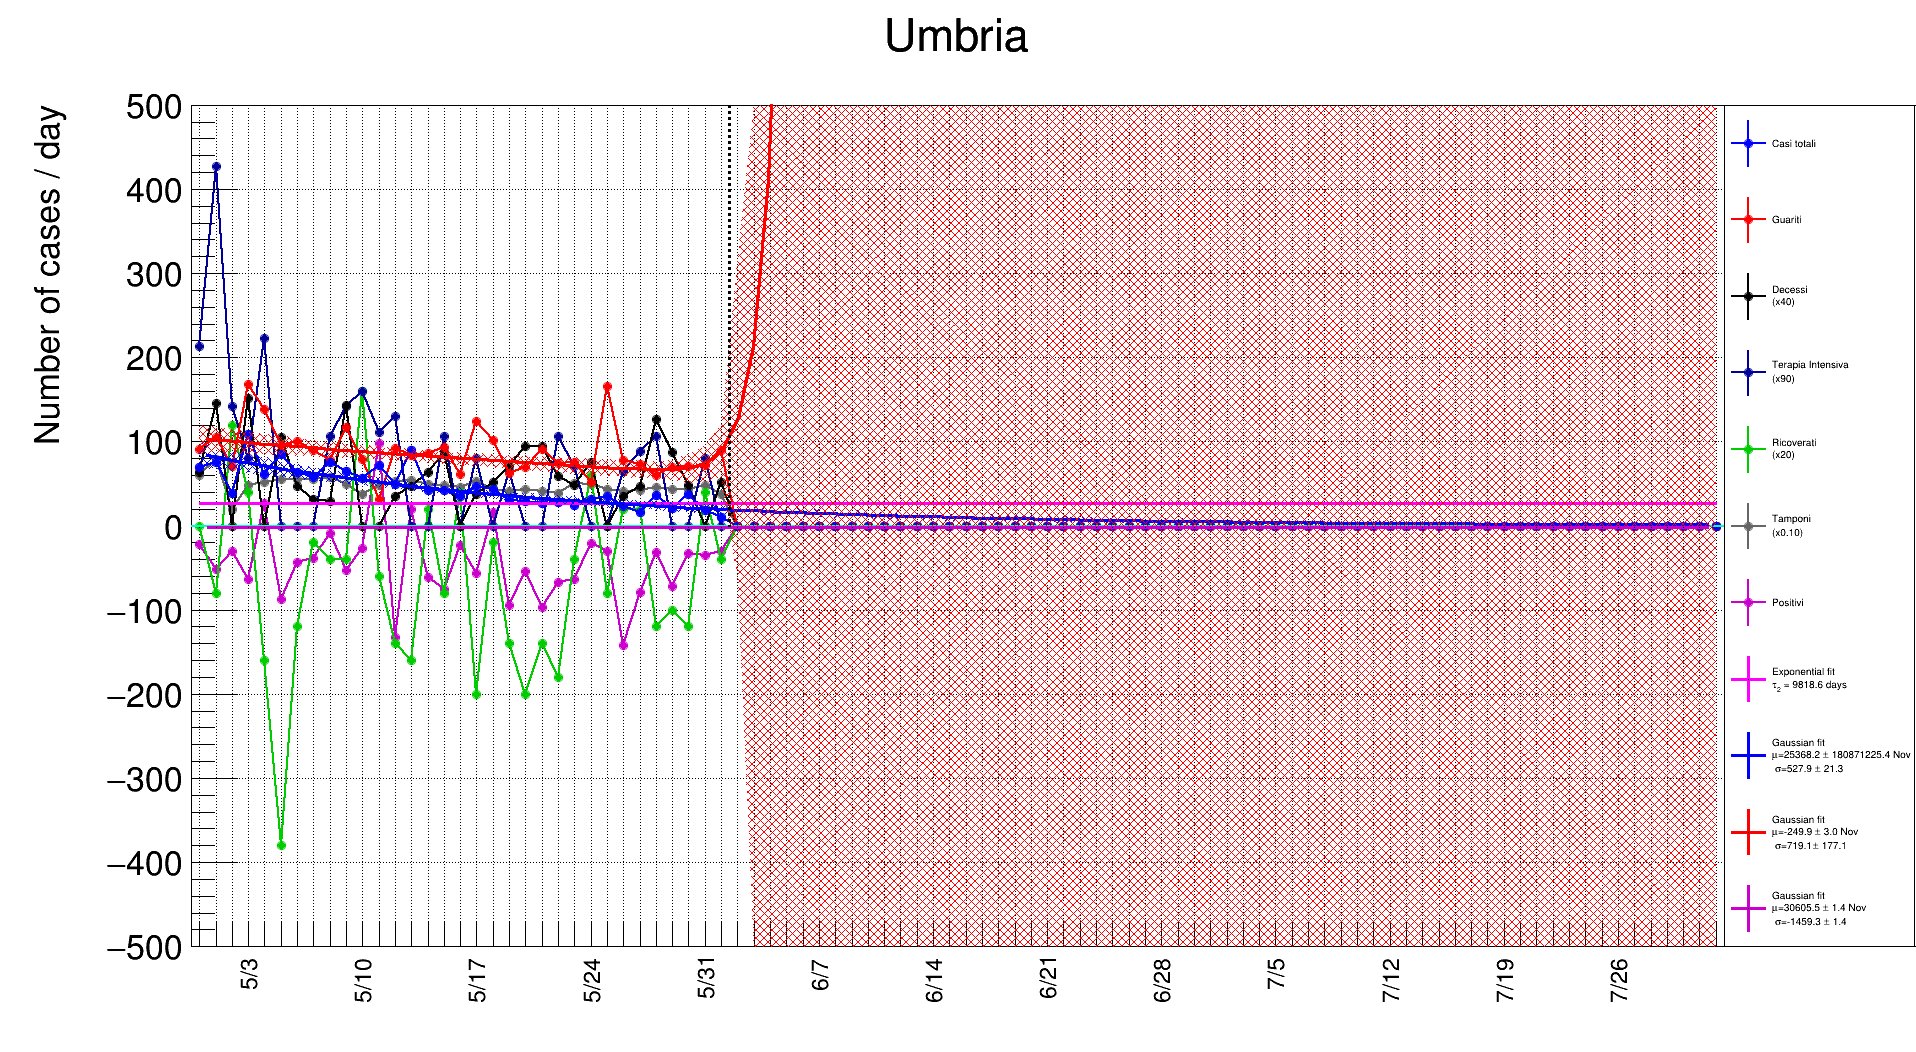 Umbria
Number of cases / day
500
400
300
200
100
0
−100
−200
−300
−400
−500
5/3
5/10
5/17
5/24
5/31
6/7
6/14
6/21
6/28
7/5
7/12
7/19
7/26
Casi totali
Guariti
Decessi
(x40)
Terapia Intensiva
(x90)
Ricoverati
(x20)
Tamponi
(x0.10)
Positivi
Exponential fit
τ2 = 9818.6 days
Gaussian fit
μ=25368.2 ± 180871225.4 Nov
σ=527.9 ± 21.3
Gaussian fit
μ=-249.9 ± 3.0 Nov
σ=719.1 ± 177.1
Gaussian fit
μ=30605.5 ± 1.4 Nov
σ=-1459.3 ± 1.4